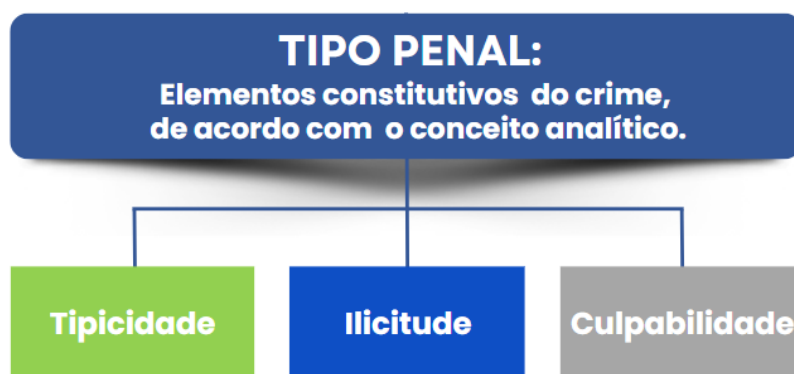 TIPO PENAL:
Elementos constitutivos do crime,
de acordo com o conceito analítico.
Tipicidade
Ilicitude
Culpabilidade